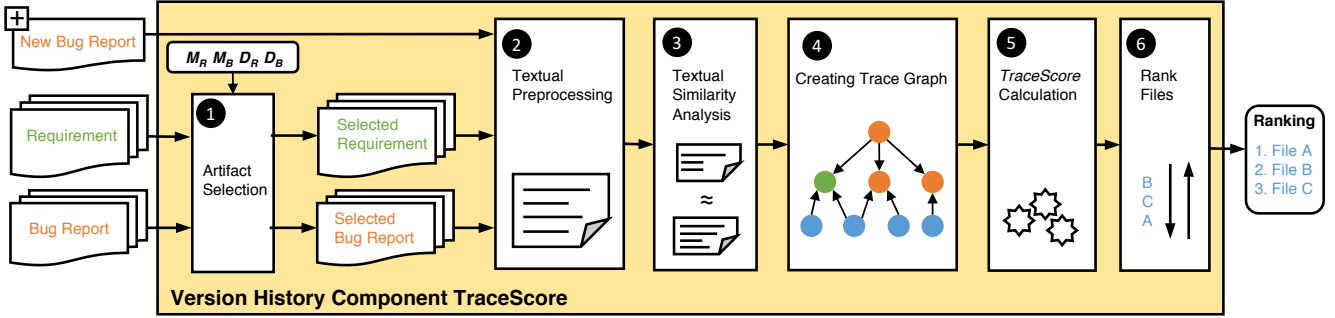 +
New Bug Report
Requirement
Bug Report
M_R M_B D_R D_B
1
Artifact
Selection
Selected
Requirement
Selected
Bug Report
2
Textual
Preprocessing
3
Textual
Similarity
Analysis
≈
4
Creating Trace Graph
5
TraceScore
Calculation
6
Rank
Files
B
C
A
Ranking
1. File A
2. File B
3. File C
Version History Component TraceScore